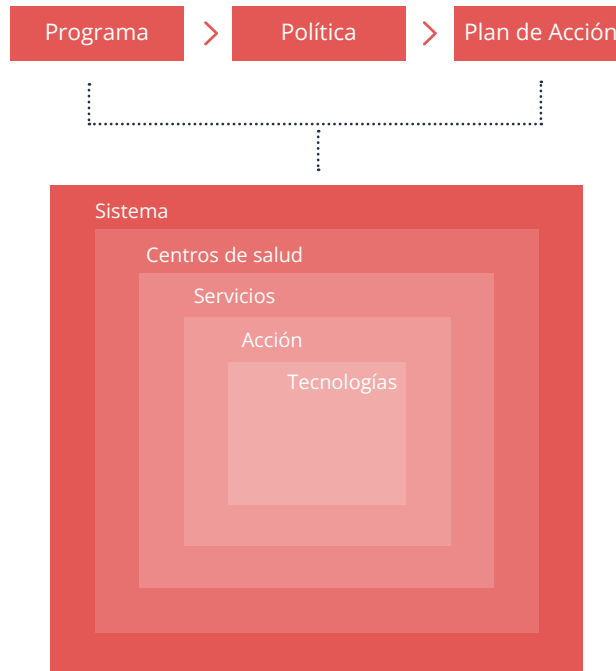 Programa > Política > Plan de Acción
Sistema
Centros de salud
Servicios
Acción
Tecnologías